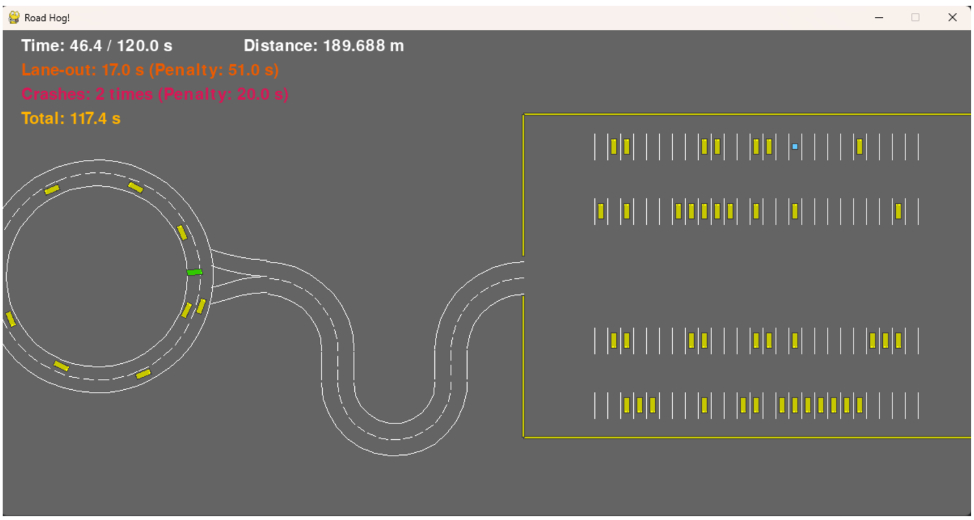 Road Hog!
Time: 46.4 / 120.0 s Distance: 189.688 m
Lane-out: 17.0 s (Penalty: 51.0 s)
Crashes: 2 times (Penalty: 20.0 s)
Total: 117.4 s